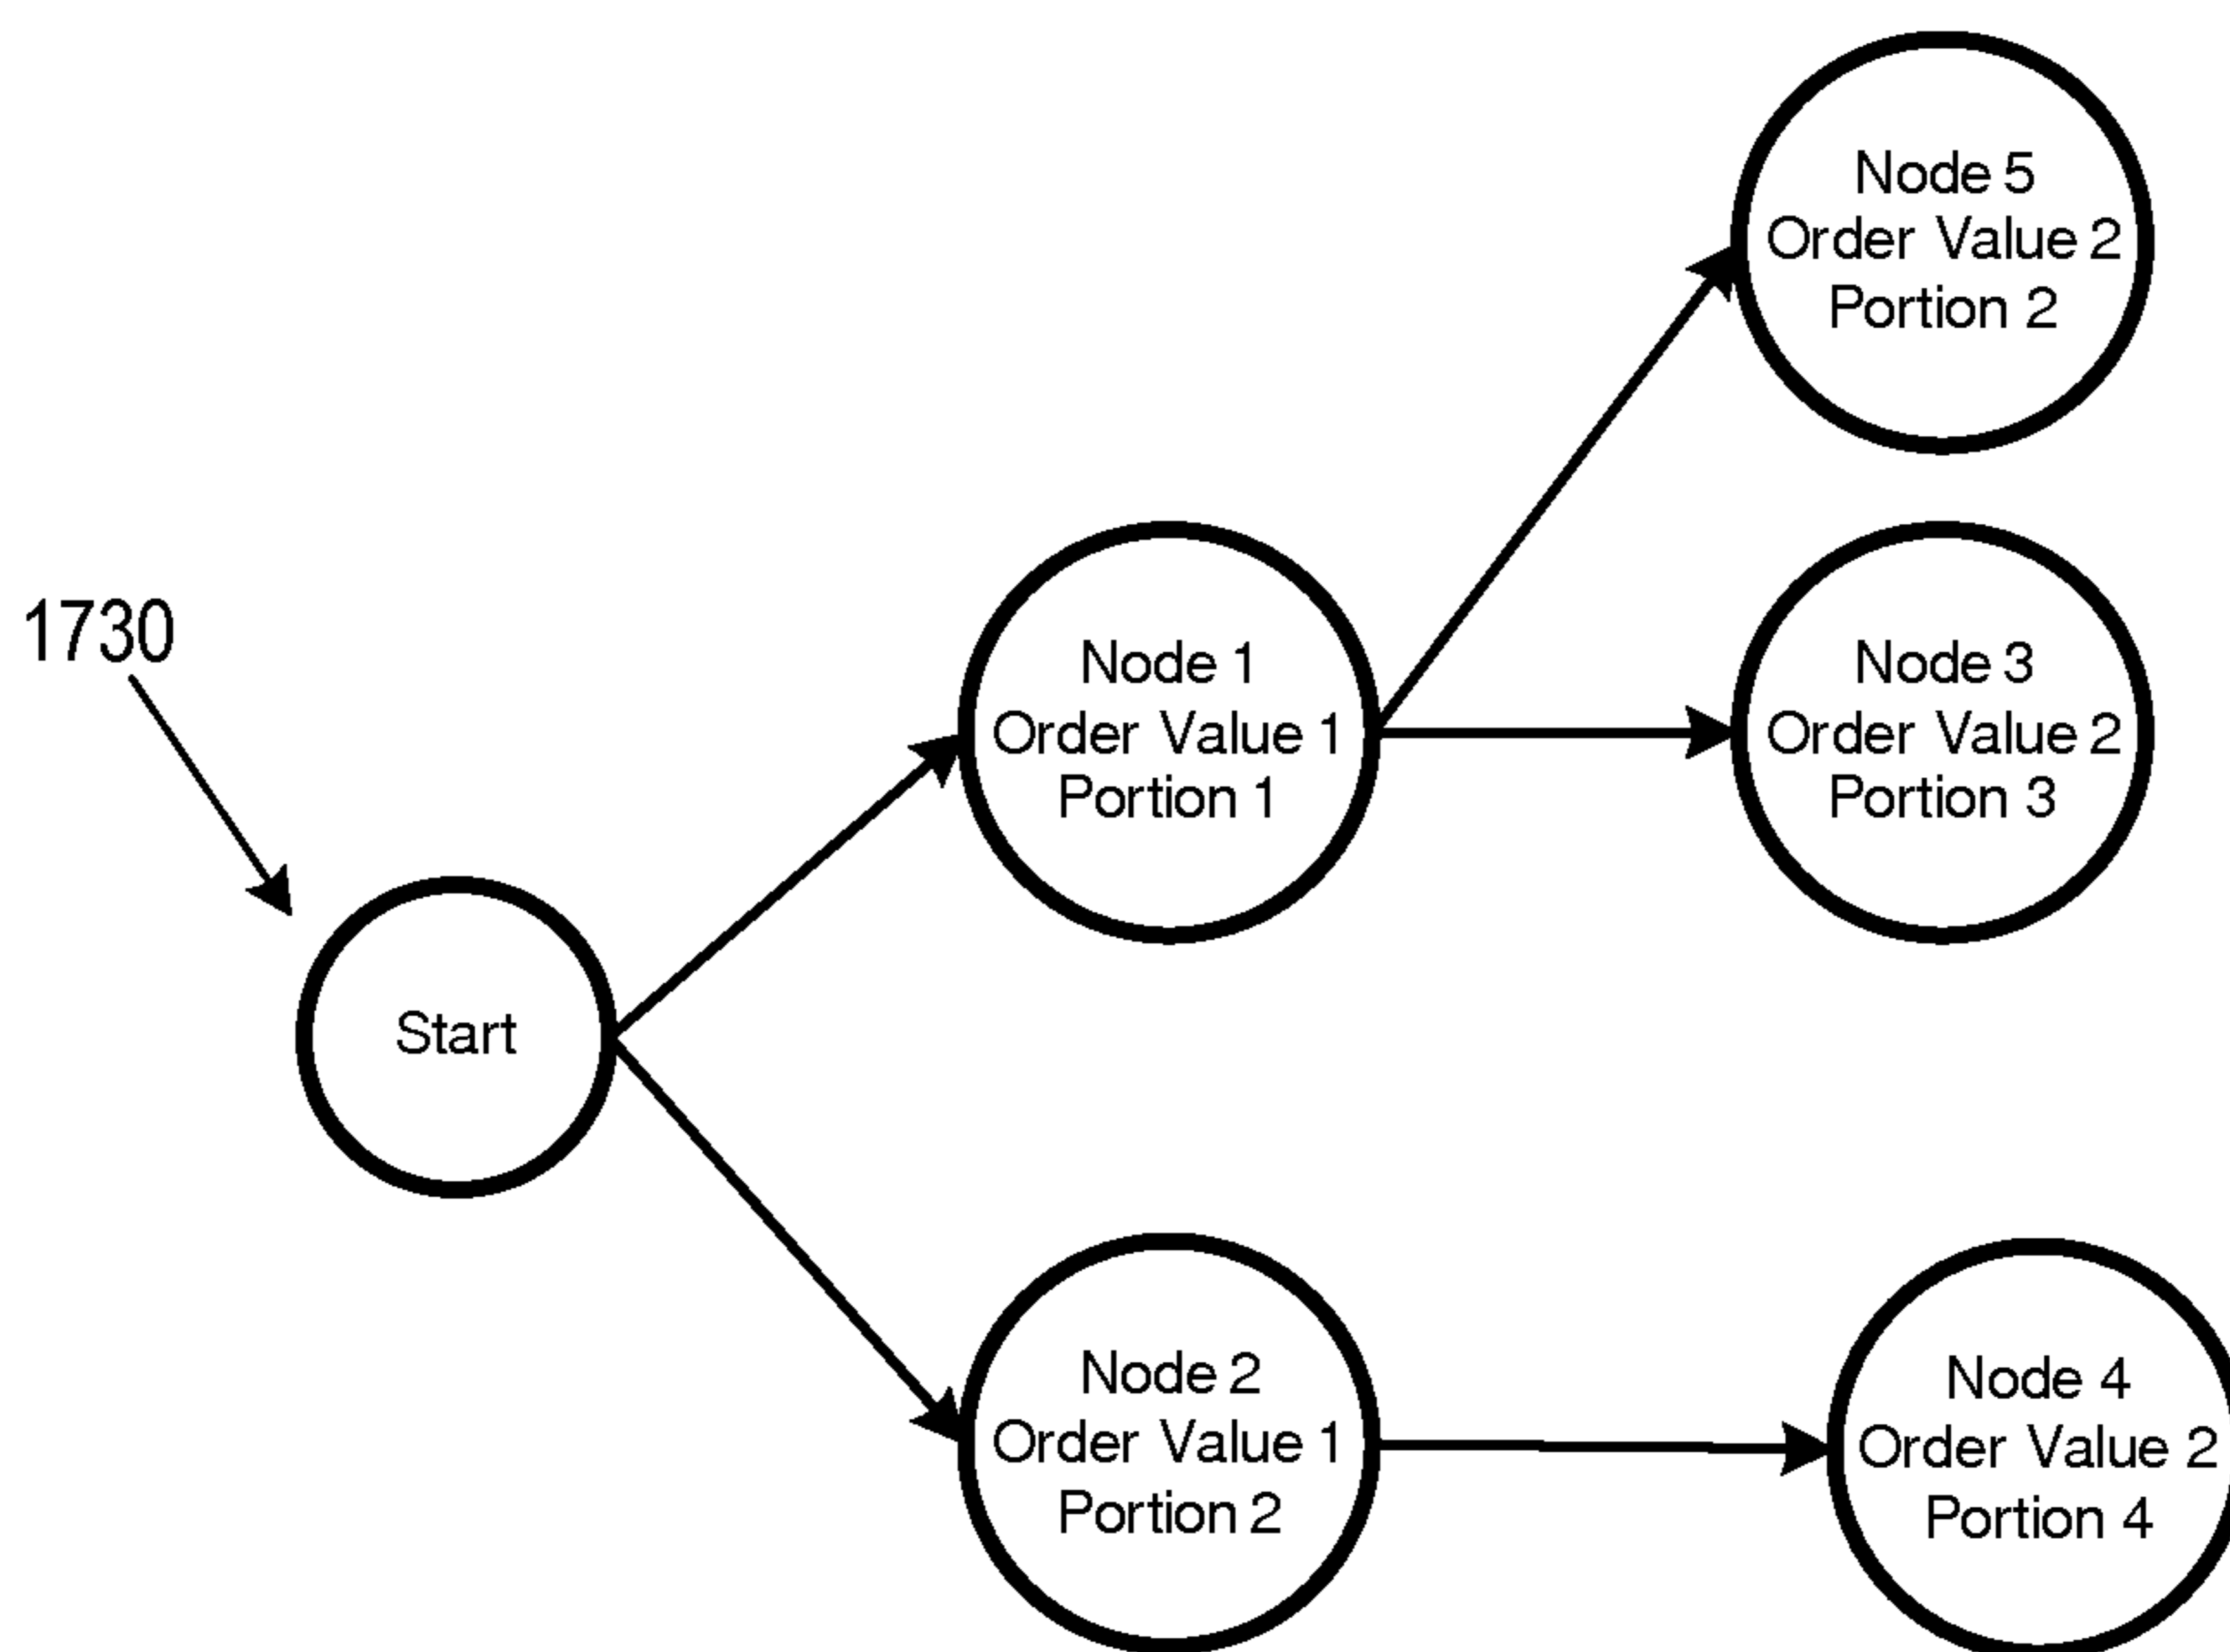 Node 5
Order Value 2
Portion 2
1730
Node 1
Order Value 1
Portion 1
Node 3
Order Value 2
Portion 3
Start
Node 2
Order Value 1
Portion 2
Node 4
Order Value 2
Portion 4